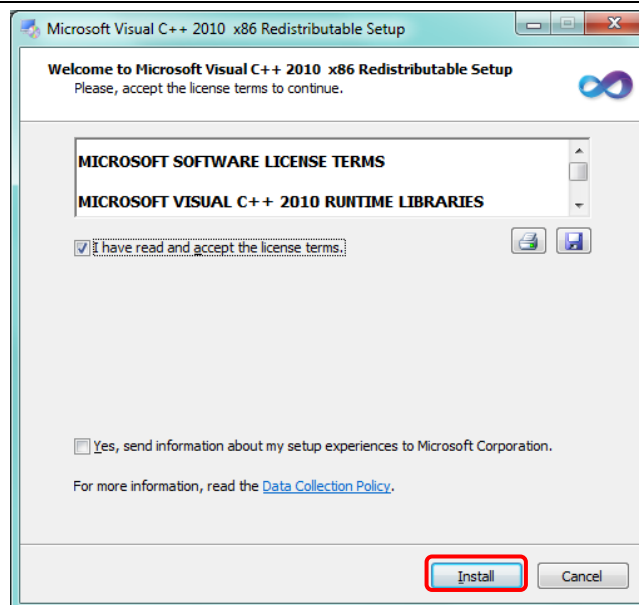 Microsoft Visual C++ 2010 x86 Redistributable Setup
Welcome to Microsoft Visual C++ 2010 x86 Redistributable Setup
Please, accept the license terms to continue.
MICROSOFT SOFTWARE LICENSE TERMS
MICROSOFT VISUAL C++ 2010 RUNTIME LIBRARIES
I have read and accept the license terms.
Yes, send information about my setup experiences to Microsoft Corporation.
For more information, read the Data Collection Policy.
Install Cancel